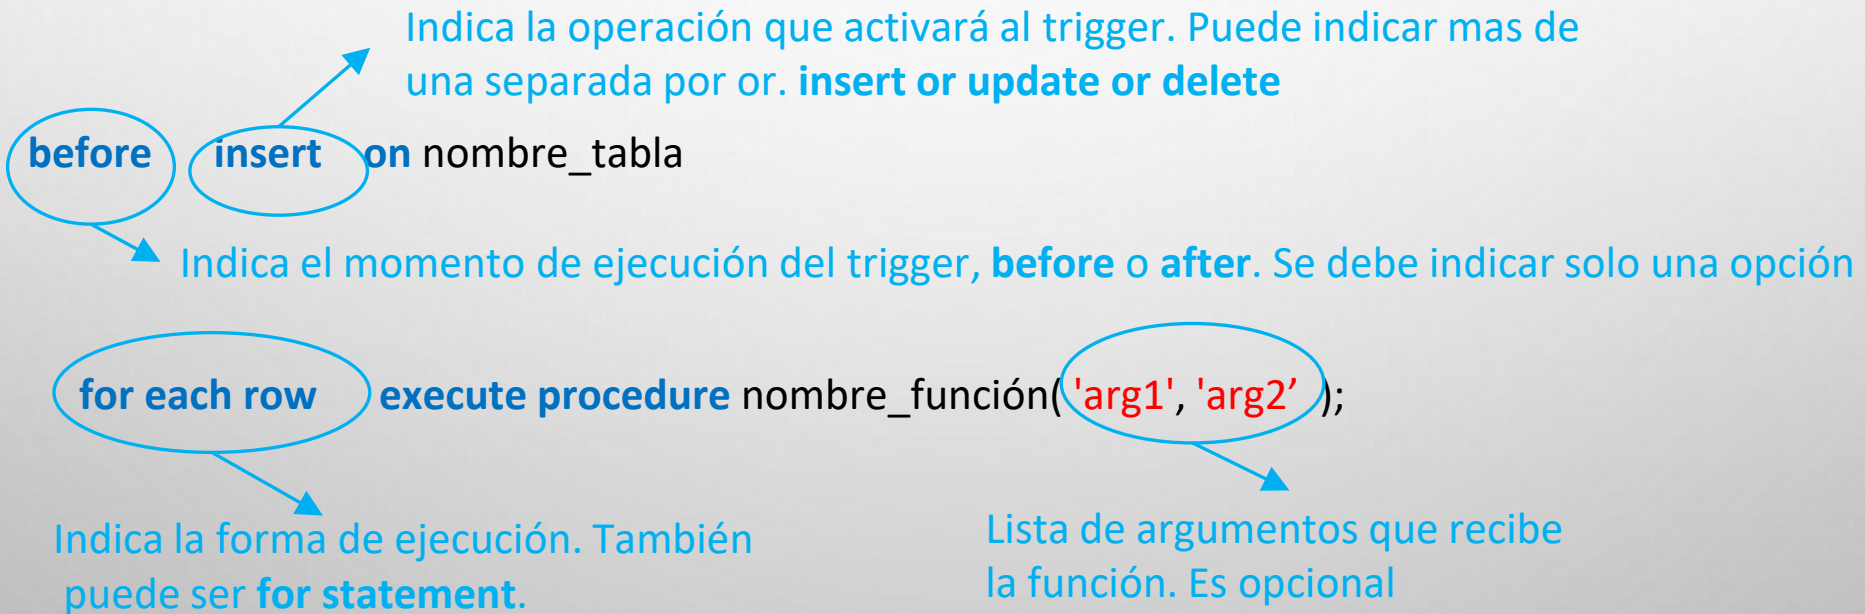 Indica la operación que activará al trigger. Puede indicar mas de
una separada por or. insert or update or delete
before insert on nombre_tabla
Indica el momento de ejecución del trigger, before o after. Se debe indicar solo una opción
for each row execute procedure nombre_función( 'arg1', 'arg2’ );
Indica la forma de ejecución. También
puede ser for statement.
Lista de argumentos que recibe
la función. Es opcional